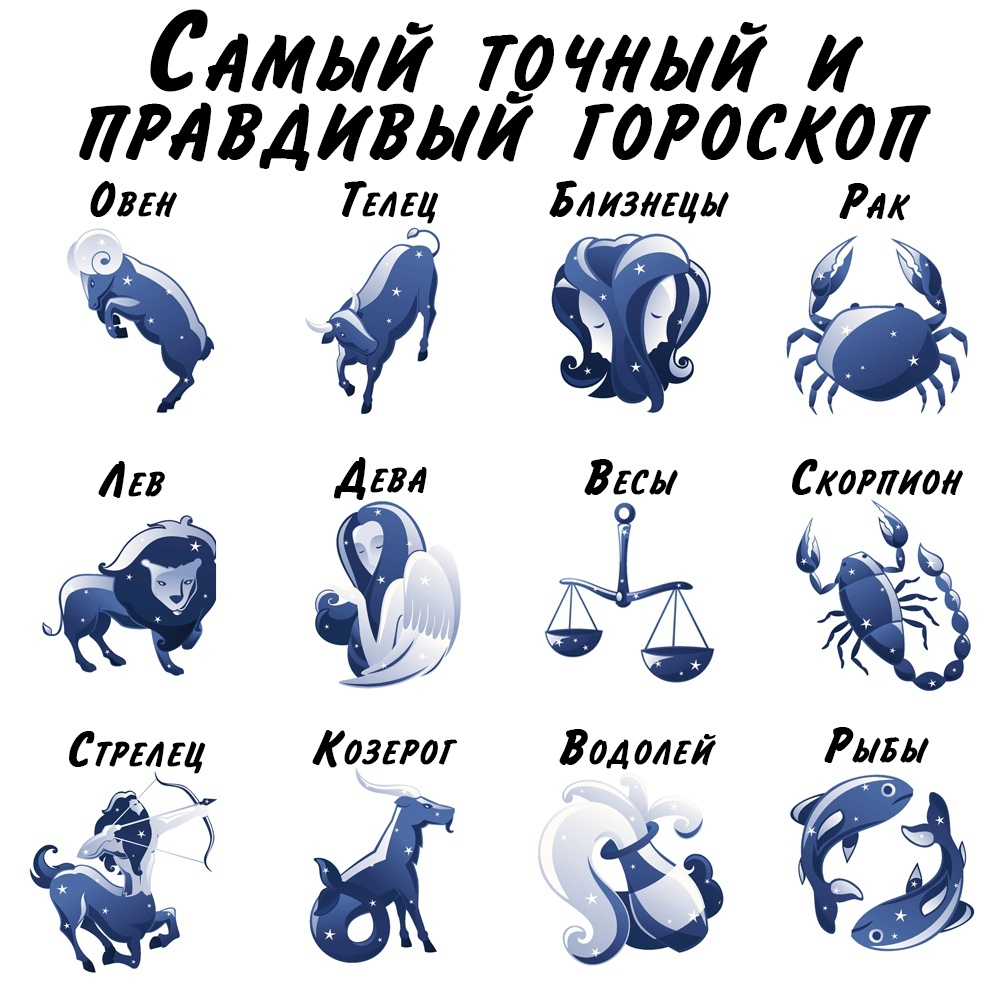 Самый точный и
правдивый гороскоп
Овен Телец Близнецы Рак
Лев Дева Весы Скорпион
Стрелец Козерог Водолей Рыбы